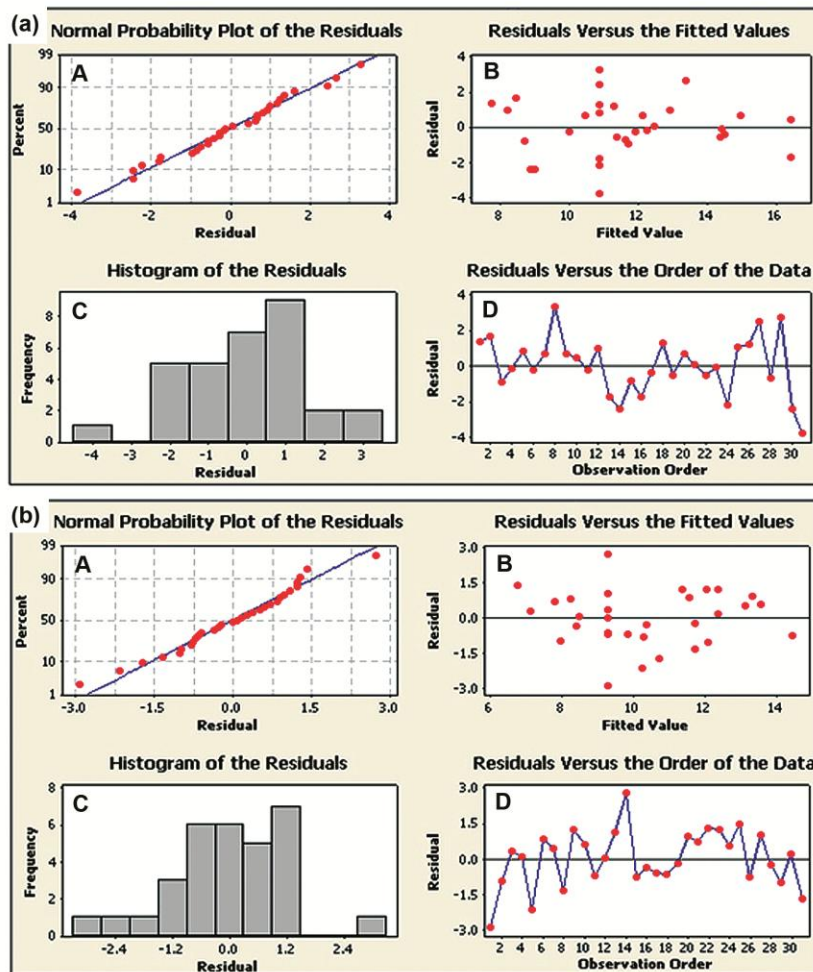 (a)
Normal Probability Plot of the Residuals
A
99
90
50
10
1
Percent
-4 -2 0 2 4
Residual
Residuals Versus the Fitted Values
B
4
2
0
-2
-4
Residual
8 10 12 14 16
Fitted Value
Histogram of the Residuals
C
8
6
4
2
0
Frequency
-4 -3 -2 -1 0 1 2 3
Residual
Residuals Versus the Order of the Data
D
4
2
0
-2
-4
Residual
2 4 6 8 10 12 14 16 18 20 22 24 26 28 30
Observation Order
(b)
Normal Probability Plot of the Residuals
A
99
90
50
10
1
Percent
-3.0 -1.5 0.0 1.5 3.0
Residual
Residuals Versus the Fitted Values
B
3.0
1.5
0.0
-1.5
-3.0
Residual
6 8 10 12 14
Fitted Value
Histogram of the Residuals
C
8
6
4
2
0
Frequency
-2.4 -1.2 0.0 1.2 2.4
Residual
Residuals Versus the Order of the Data
D
3.0
1.5
0.0
-1.5
-3.0
Residual
2 4 6 8 10 12 14 16 18 20 22 24 26 28 30
Observation Order